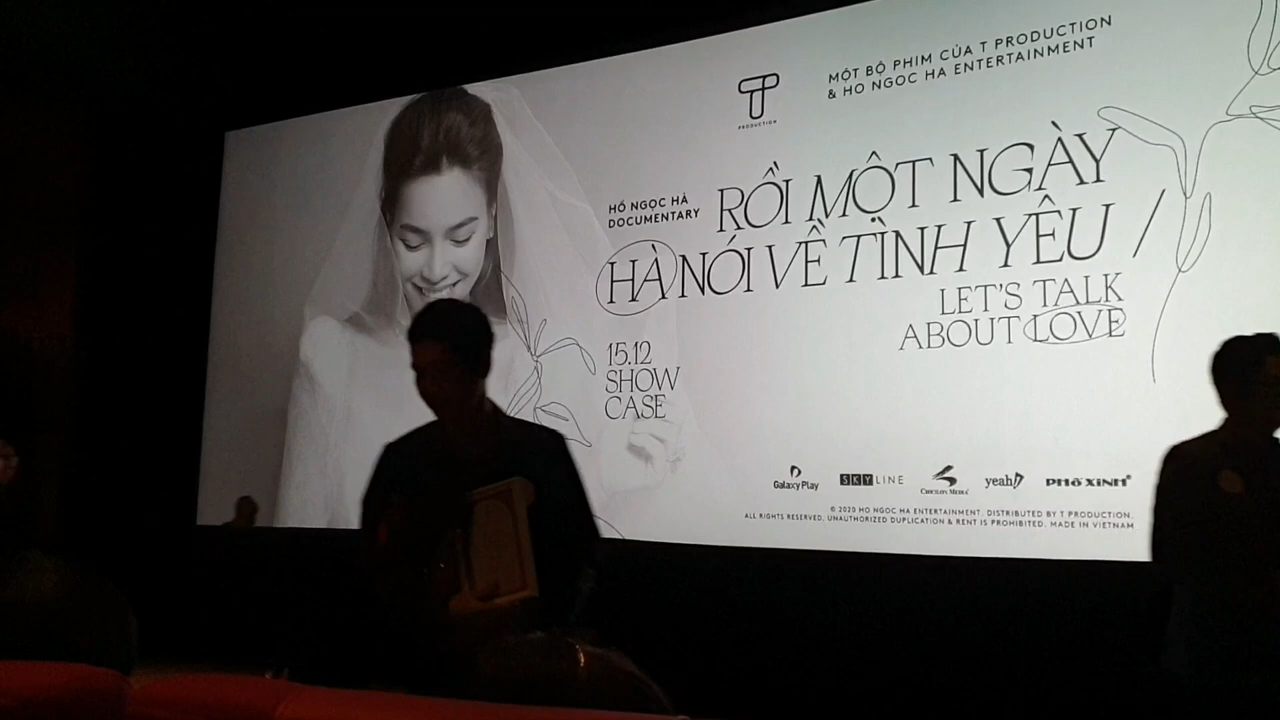 T
PRODUCTION
MỘT BỘ PHIM CỦA T PRODUCTION
& HO NGOC HA ENTERTAINMENT
HỒ NGỌC HÀ
DOCUMENTARY
RỒI MỘT NGÀY
HÀ NÓI VỀ TÌNH YÊU /
LET'S TALK
ABOUT LOVE
15.12
SHOW
CASE
Galaxy Play
SKYLINE
CHICILON MEDIA
yeah1
PHỐ XINH
© 2020 HO NGOC HA ENTERTAINMENT. DISTRIBUTED BY T PRODUCTION.
ALL RIGHTS RESERVED. UNAUTHORIZED DUPLICATION & RENT IS PROHIBITED. MADE IN VIETNAM